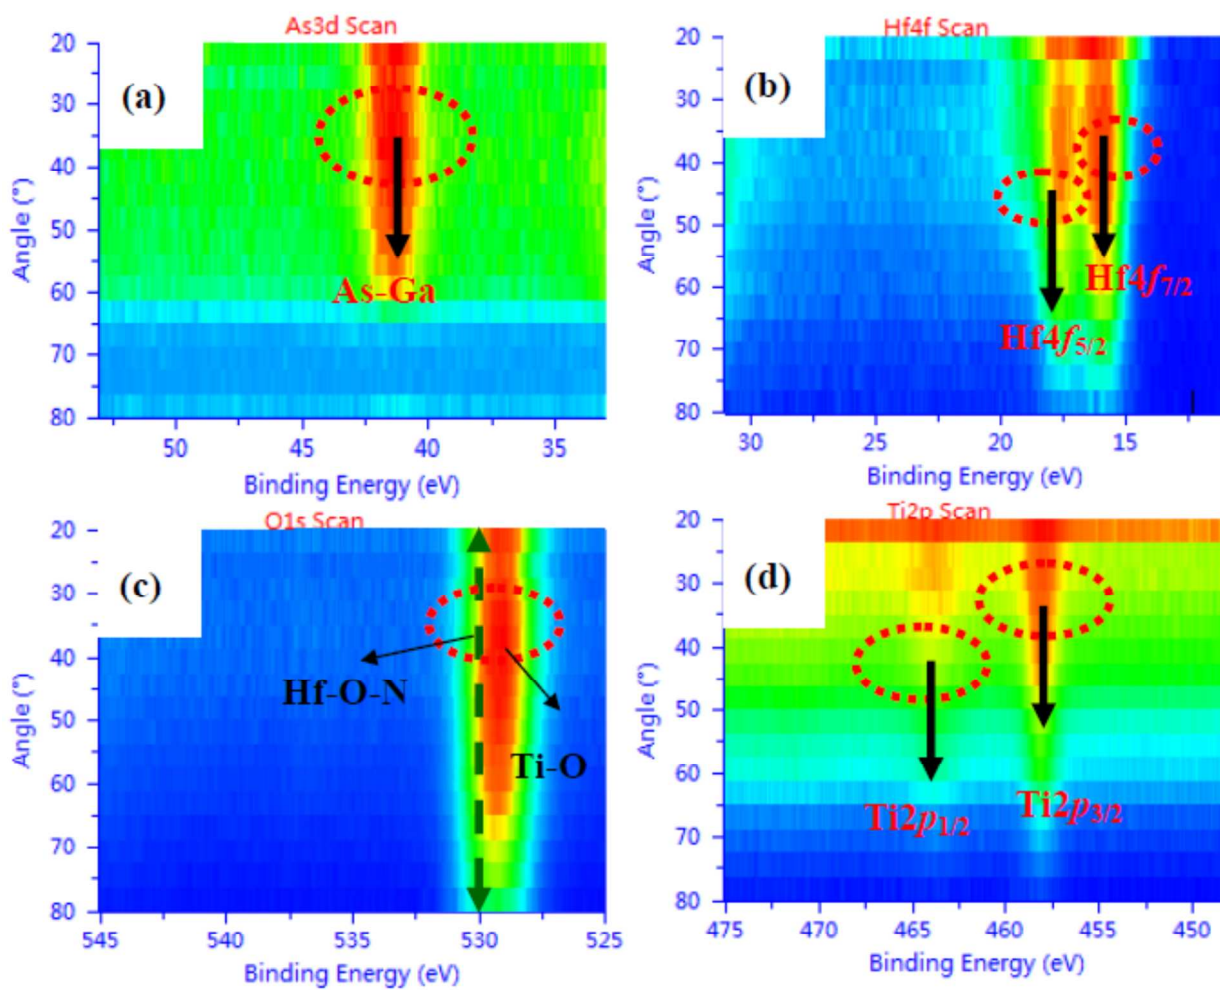 As3d Scan
(a)
20
30
40
50
60
70
80
Angle (°)
As-Ga
50 45 40 35
Binding Energy (eV)
Hf4f Scan
(b)
20
30
40
50
60
70
80
Angle (°)
Hf4f7/2
Hf4f5/2
30 25 20 15
Binding Energy (eV)
O1s Scan
(c)
20
30
40
50
60
70
80
Angle (°)
Hf-O-N
Ti-O
545 540 535 530 525
Binding Energy (eV)
Ti2p Scan
(d)
20
30
40
50
60
70
80
Angle (°)
Ti2p1/2
Ti2p3/2
475 470 465 460 455 450
Binding Energy (eV)